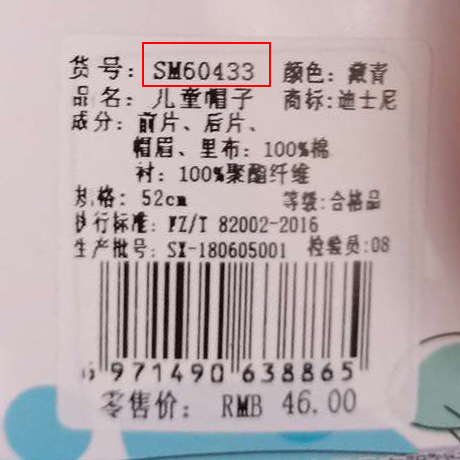 货号: SM60433 颜色: 藏青
品名: 儿童帽子 商标:迪士尼
成分: 前片、后片、
帽眉、里布: 100%棉
衬: 100%聚酯纤维
规格: 52cm 等级:合格品
执行标准: FZ/T 82002-2016
生产批号: SX-180605001 检验员:08
971490 638865
零售价: RMB 46.00